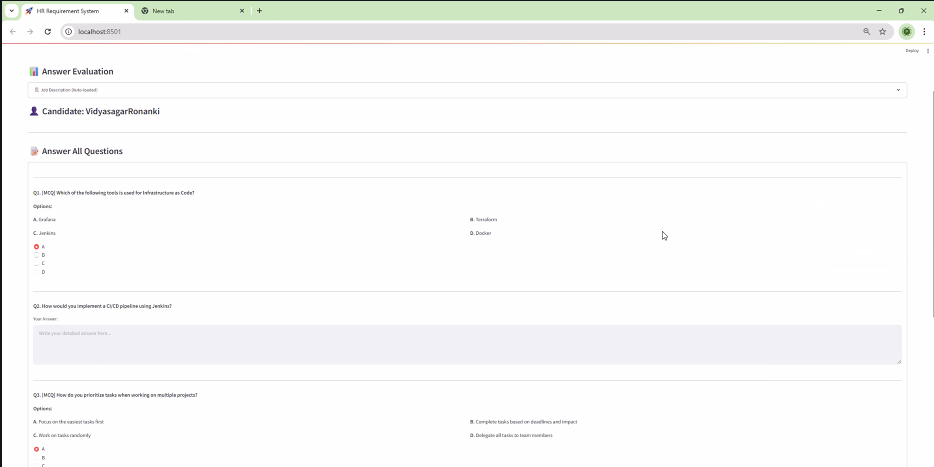 HR Requirement System
New tab
localhost:8501
Deploy
Answer Evaluation
Job Description (Auto-loaded)
Candidate: VidyasagarRonanki
Answer All Questions
Q1. [MCQ] Which of the following tools is used for Infrastructure as Code?
Options:
A. Grafana
B. Terraform
C. Jenkins
D. Docker
A
B
C
D
Q2. How would you implement a CI/CD pipeline using Jenkins?
Your Answer:
Write your detailed answer here...
Q3. [MCQ] How do you prioritize tasks when working on multiple projects?
Options:
A. Focus on the easiest tasks first
B. Complete tasks based on deadlines and impact
C. Work on tasks randomly
D. Delegate all tasks to team members
A
B
C